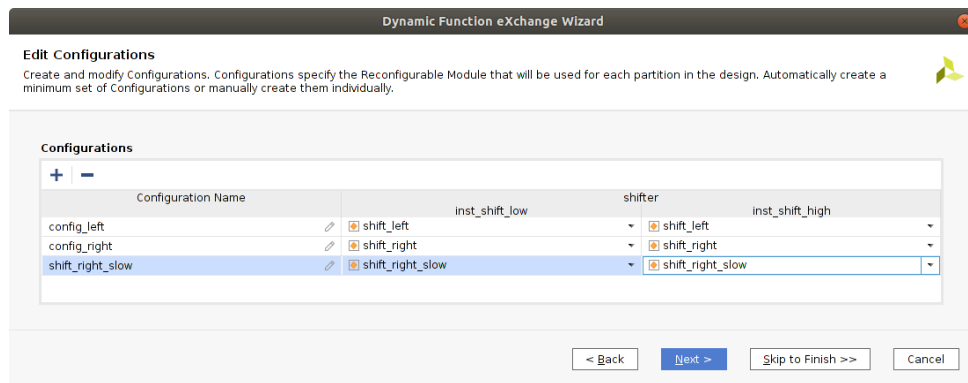 Dynamic Function eXchange Wizard
Edit Configurations
Create and modify Configurations. Configurations specify the Reconfigurable Module that will be used for each partition in the design. Automatically create a
minimum set of Configurations or manually create them individually.
Configurations
+ −
Configuration Name shifter
inst_shift_low inst_shift_high
config_left shift_left shift_left
config_right shift_right shift_right
shift_right_slow shift_right_slow shift_right_slow
< Back Next > Skip to Finish >> Cancel